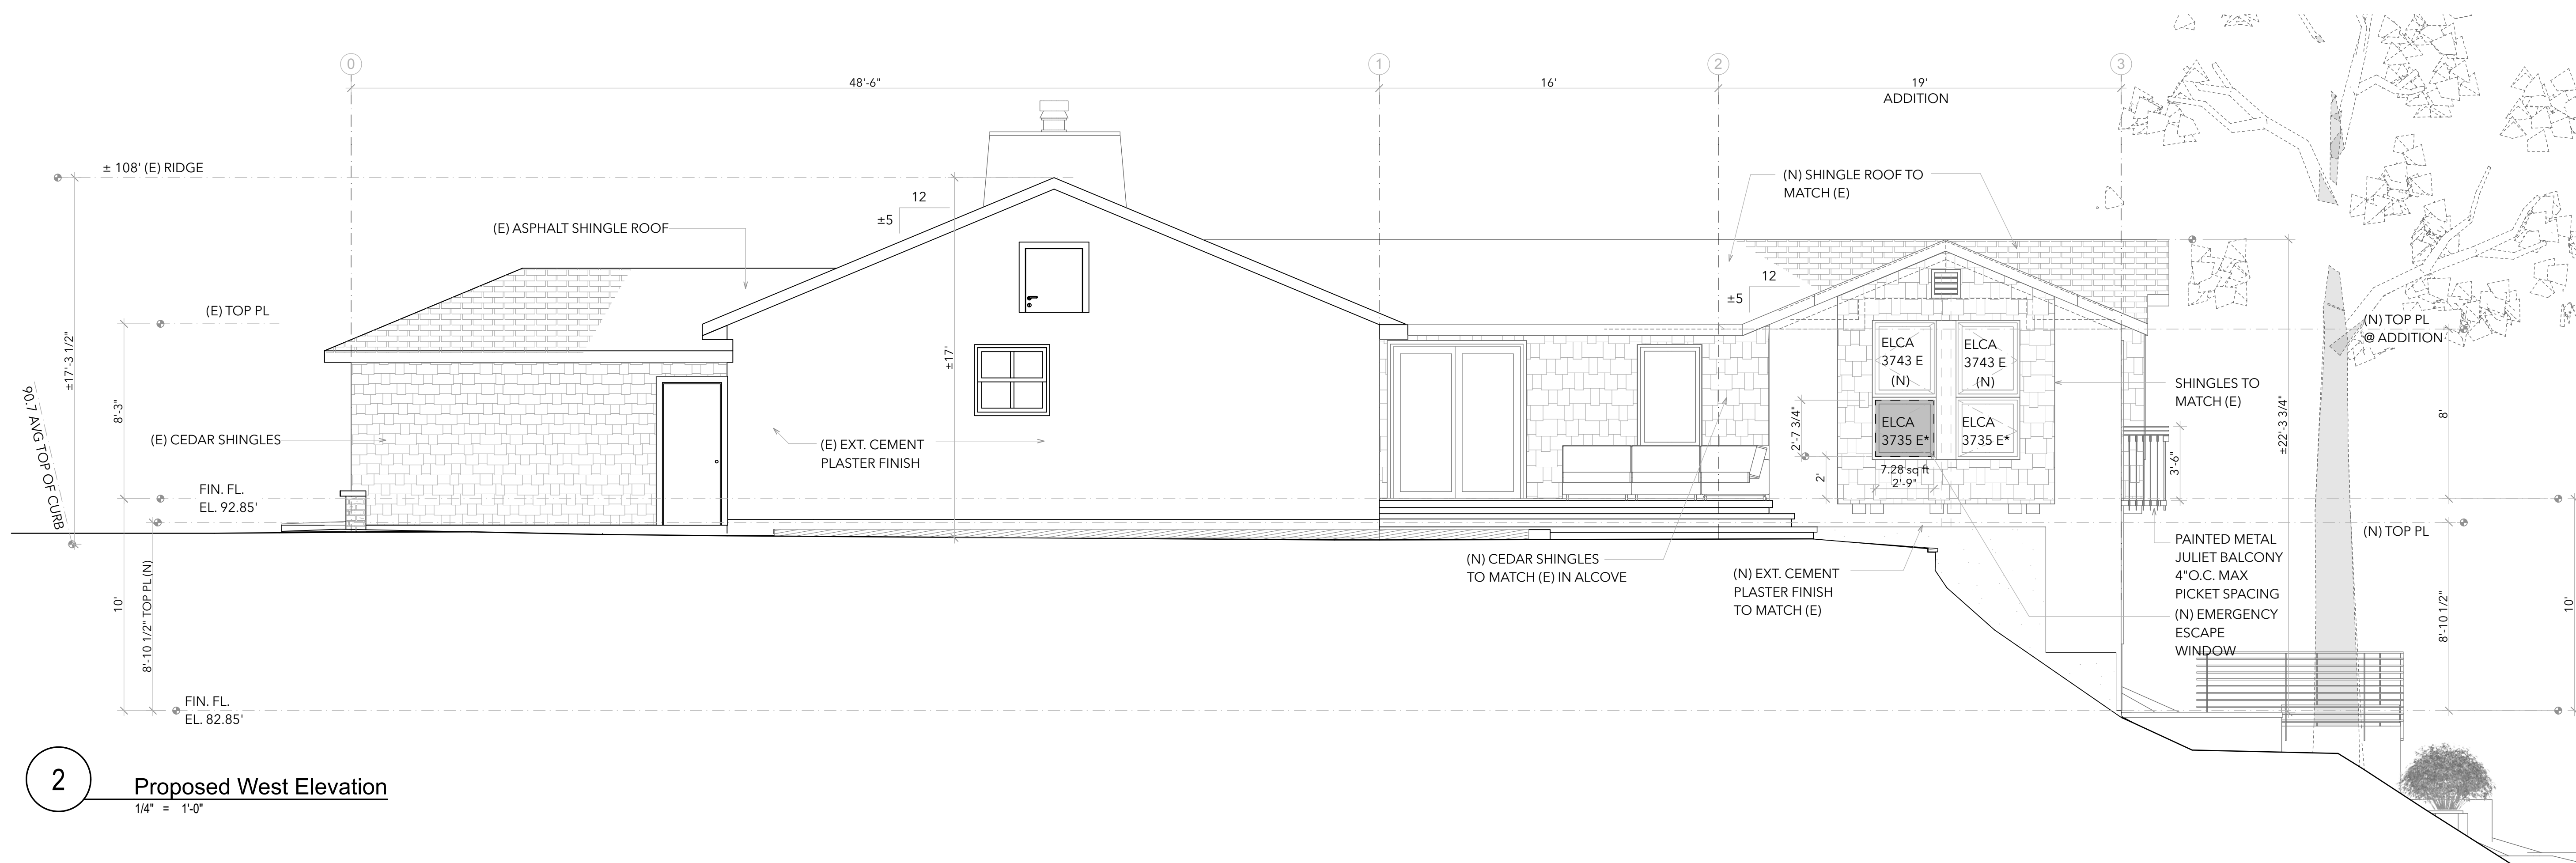 0
1
2
3
48'-6"
16'
19'
ADDITION
± 108' (E) RIDGE
12
±5
(E) ASPHALT SHINGLE ROOF
(N) SHINGLE ROOF TO
MATCH (E)
12
±5
(E) TOP PL
±17'-3 1/2"
8'-3"
±17'
90.7 AVG TOP OF CURB
(E) CEDAR SHINGLES
(E) EXT. CEMENT
PLASTER FINISH
FIN. FL.
EL. 92.85'
10'
8'-10 1/2" TOP PL (N)
FIN. FL.
EL. 82.85'
ELCA
3743 E
(N)
ELCA
3743 E
(N)
ELCA
3735 E*
ELCA
3735 E*
7.28 sq ft
2'-9"
2'-7 3/4"
2'
(N) CEDAR SHINGLES
TO MATCH (E) IN ALCOVE
(N) EXT. CEMENT
PLASTER FINISH
TO MATCH (E)
SHINGLES TO
MATCH (E)
3'-6"
±22'-3 3/4"
PAINTED METAL
JULIET BALCONY
4"O.C. MAX
PICKET SPACING
(N) EMERGENCY
ESCAPE
WINDOW
(N) TOP PL
@ ADDITION
8'
(N) TOP PL
8'-10 1/2"
10'
2
Proposed West Elevation
1/4" = 1'-0"